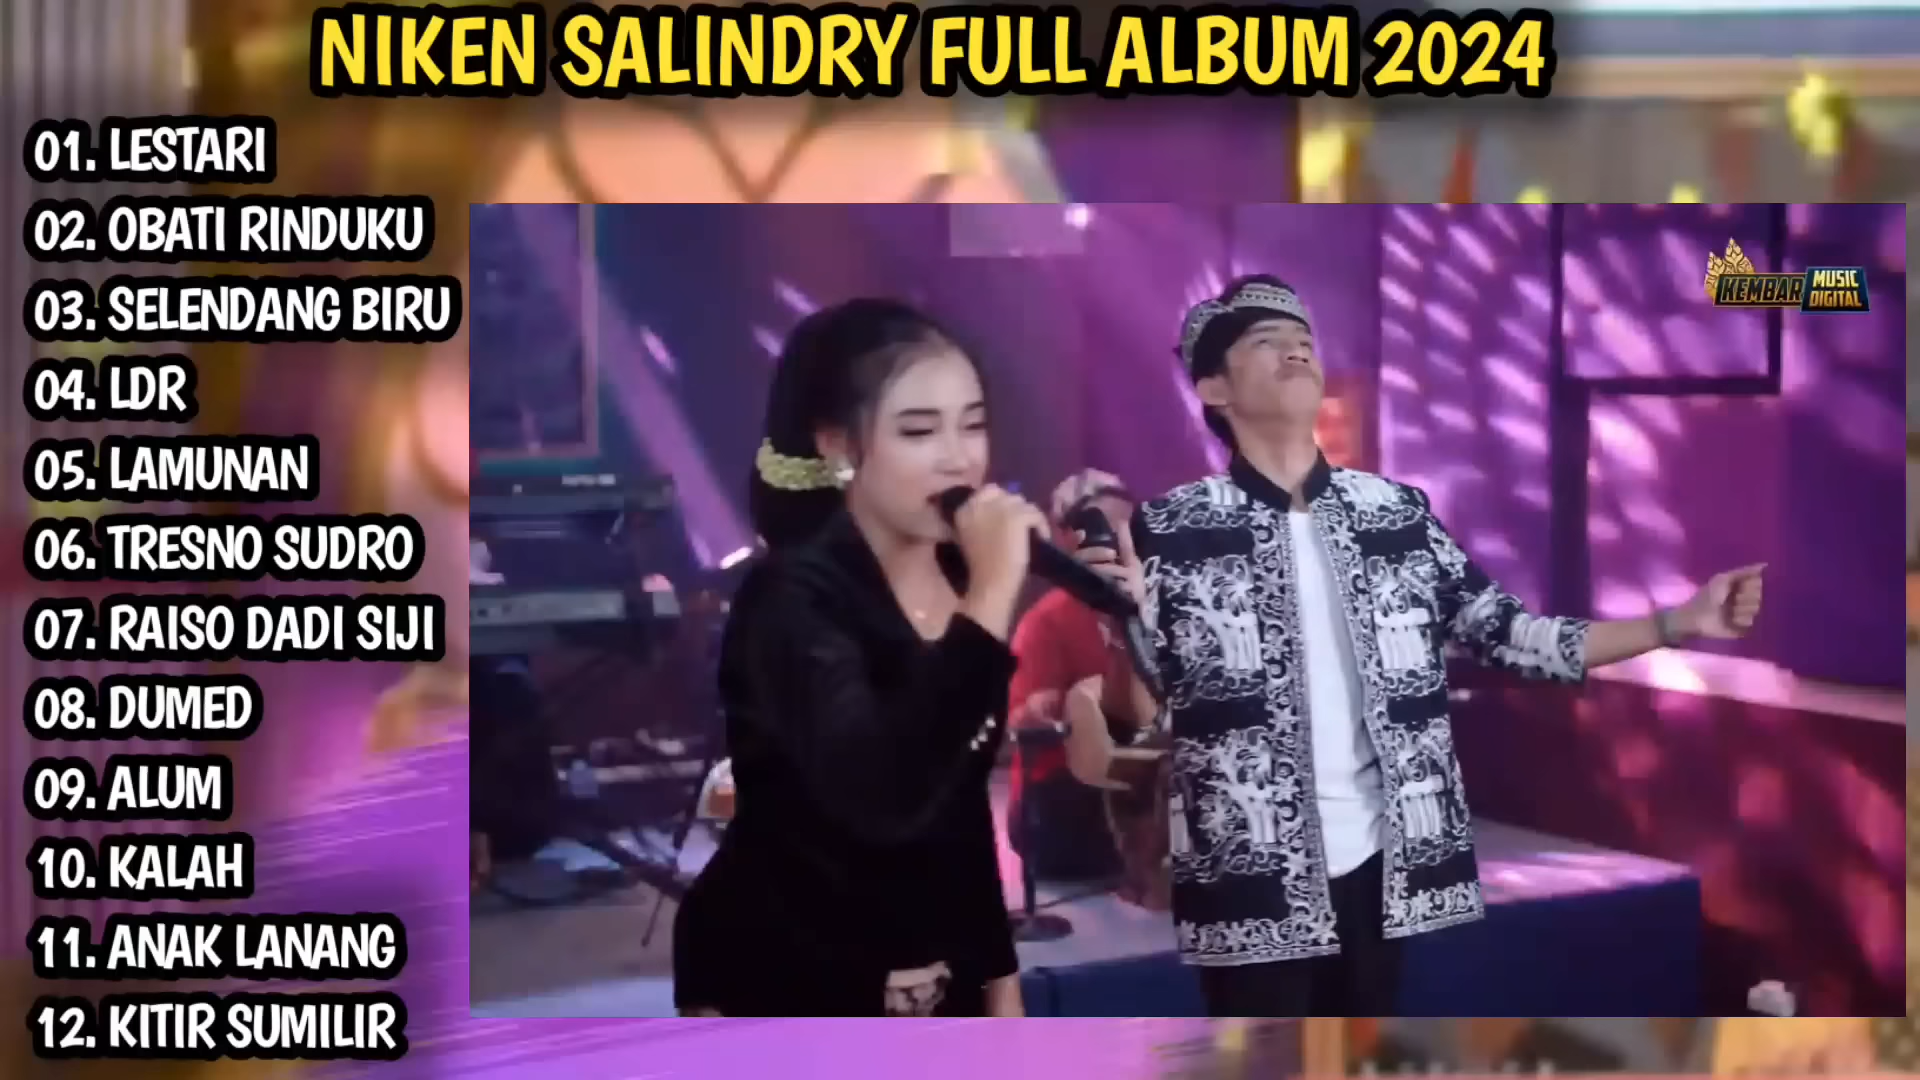 NIKEN SALINDRY FULL ALBUM 2024
01. LESTARI
02. OBATI RINDUKU
03. SELENDANG BIRU
04. LDR
05. LAMUNAN
06. TRESNO SUDRO
07. RAISO DADI SIJI
08. DUMED
09. ALUM
10. KALAH
11. ANAK LANANG
12. KITIR SUMILIR
KEMBAR MUSIC
DIGITAL